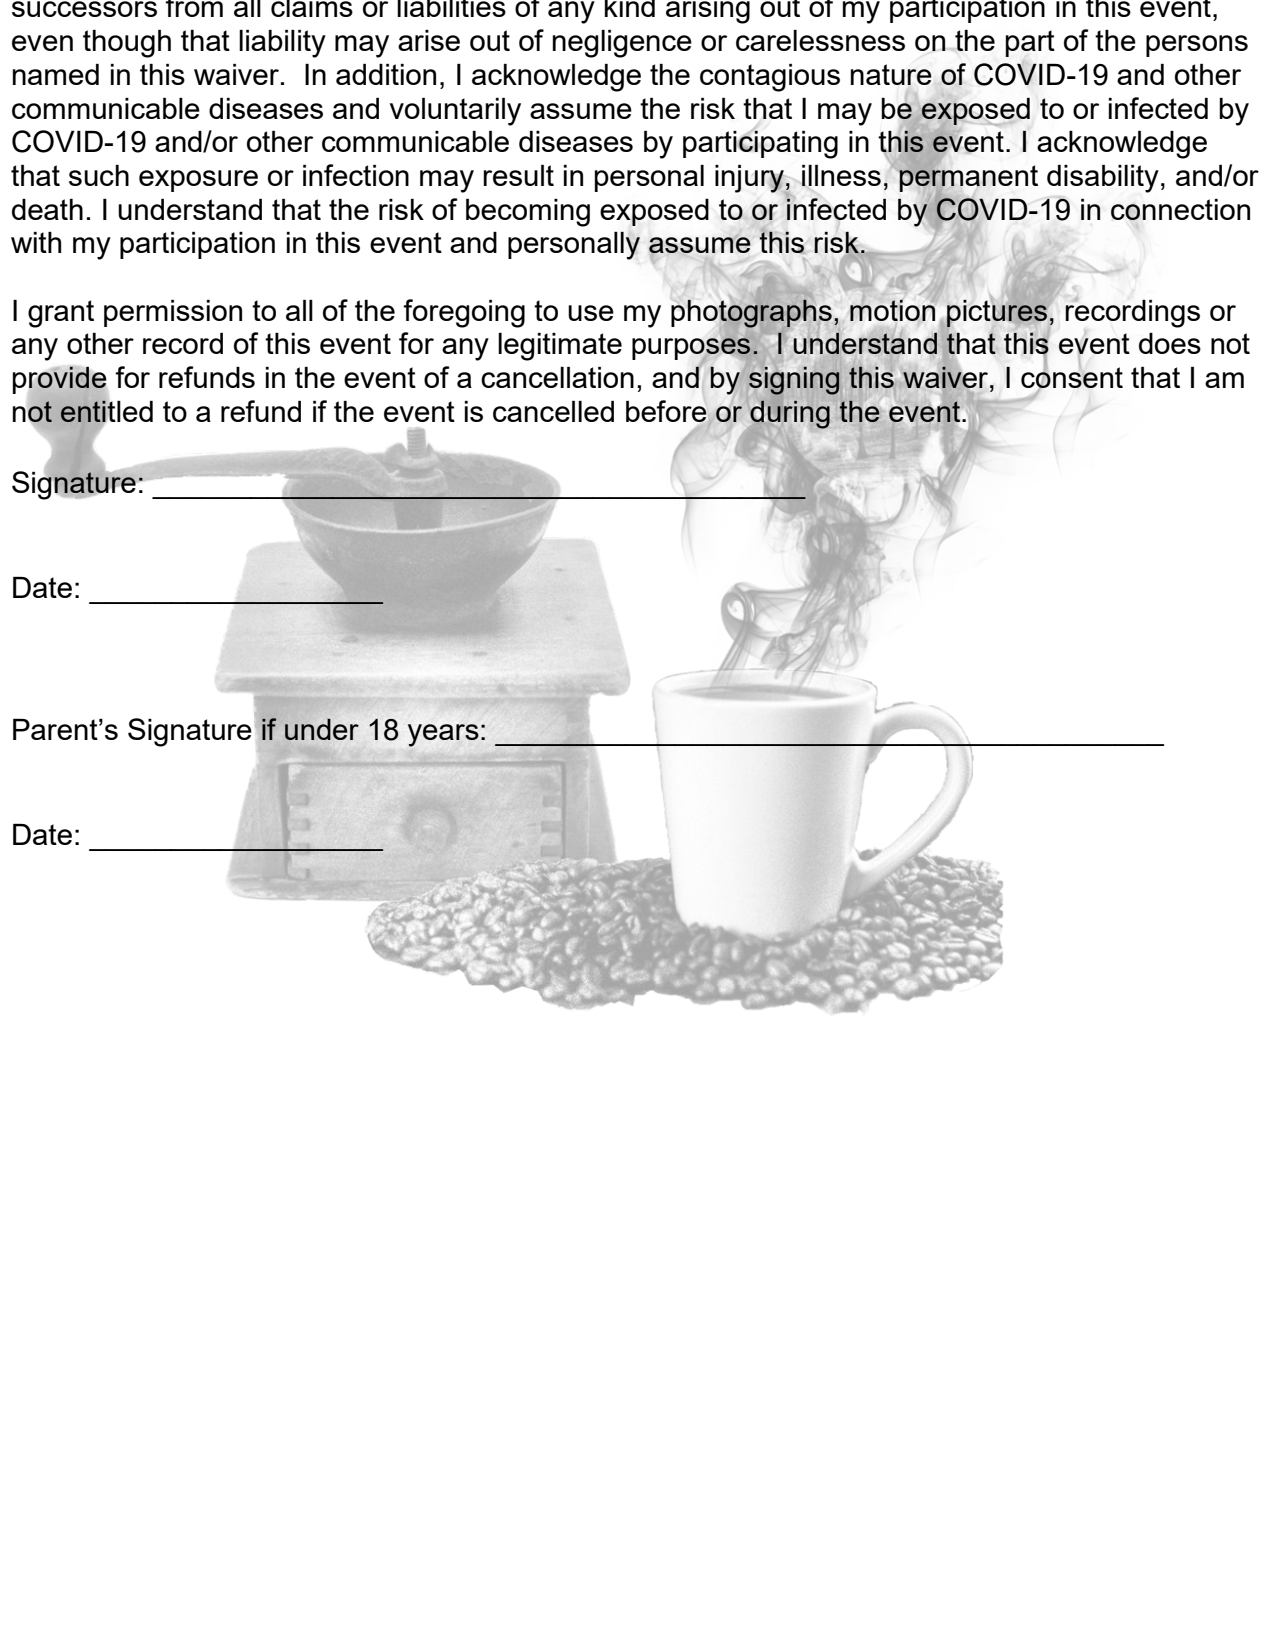 successors from all claims or liabilities of any kind arising out of my participation in this event,
even though that liability may arise out of negligence or carelessness on the part of the persons
named in this waiver.  In addition, I acknowledge the contagious nature of COVID-19 and other
communicable diseases and voluntarily assume the risk that I may be exposed to or infected by
COVID-19 and/or other communicable diseases by participating in this event. I acknowledge
that such exposure or infection may result in personal injury, illness, permanent disability, and/or
death. I understand that the risk of becoming exposed to or infected by COVID-19 in connection
with my participation in this event and personally assume this risk.
I grant permission to all of the foregoing to use my photographs, motion pictures, recordings or
any other record of this event for any legitimate purposes.  I understand that this event does not
provide for refunds in the event of a cancellation, and by signing this waiver, I consent that I am
not entitled to a refund if the event is cancelled before or during the event.
Signature: ________________________________________
Date: __________________
Parent’s Signature if under 18 years: _________________________________________
Date: __________________